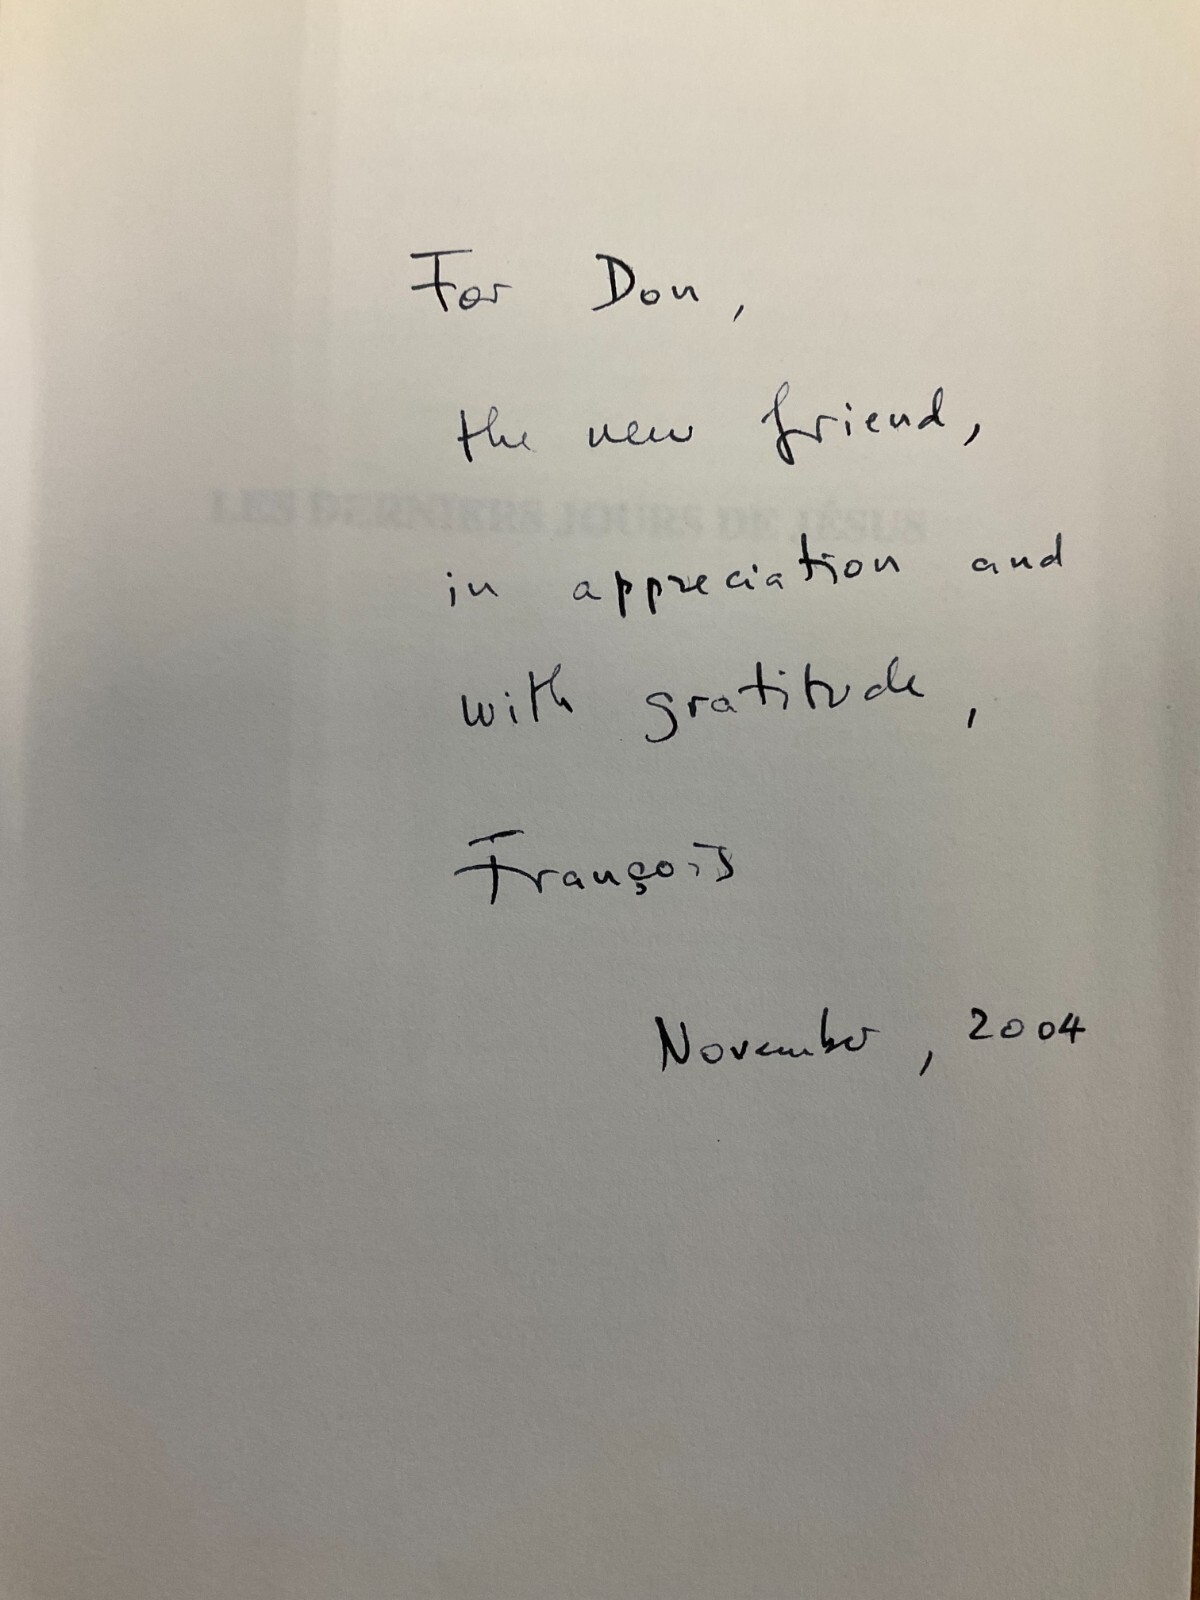 For Don,
the new friend,
LES DERNIERS JOURS DE JÉSUS
in appreciation and
with gratitude,
François
November, 2004